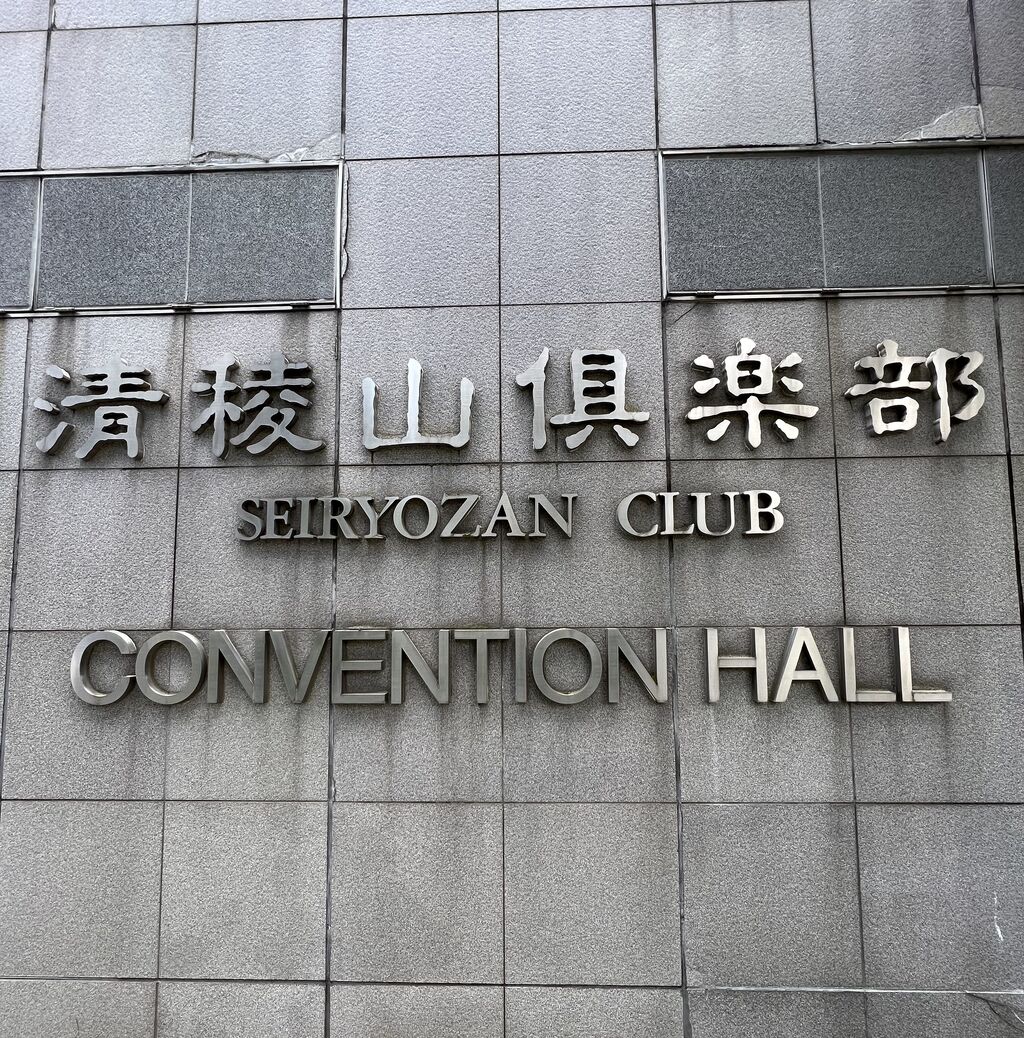 清稜山倶楽部
SEIRYOZAN CLUB
CONVENTION HALL